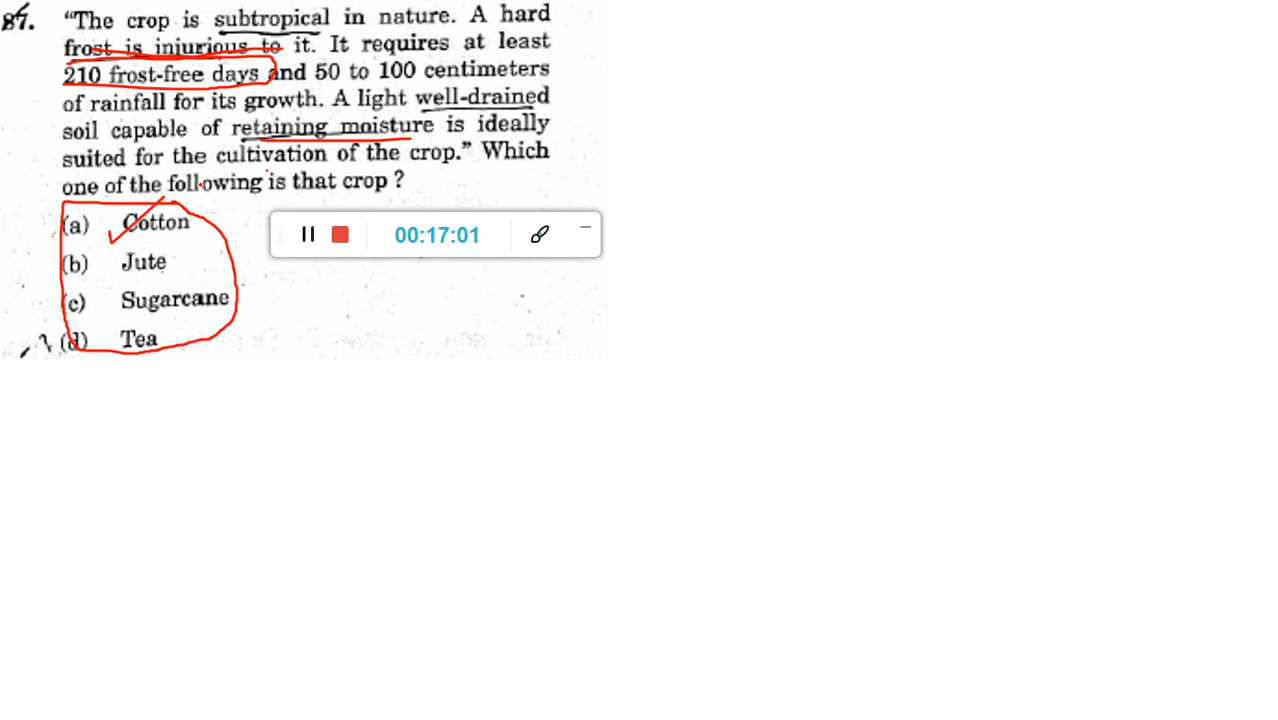 87. "The crop is subtropical in nature. A hard
frost is injurious to it. It requires at least
210 frost-free days and 50 to 100 centimeters
of rainfall for its growth. A light well-drained
soil capable of retaining moisture is ideally
suited for the cultivation of the crop." Which
one of the following is that crop ?
(a) Cotton
00:17:01
(b) Jute
(c) Sugarcane
(d) Tea